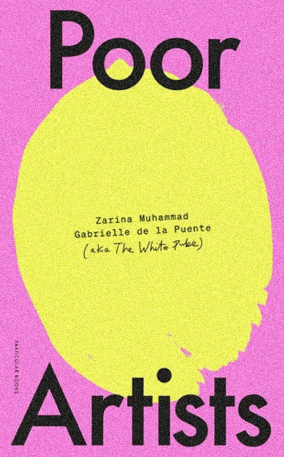 Poor
Zarina Muhammad
Gabrielle de la Puente
(aka The White Pube)
PARTICULAR BOOKS
Artists